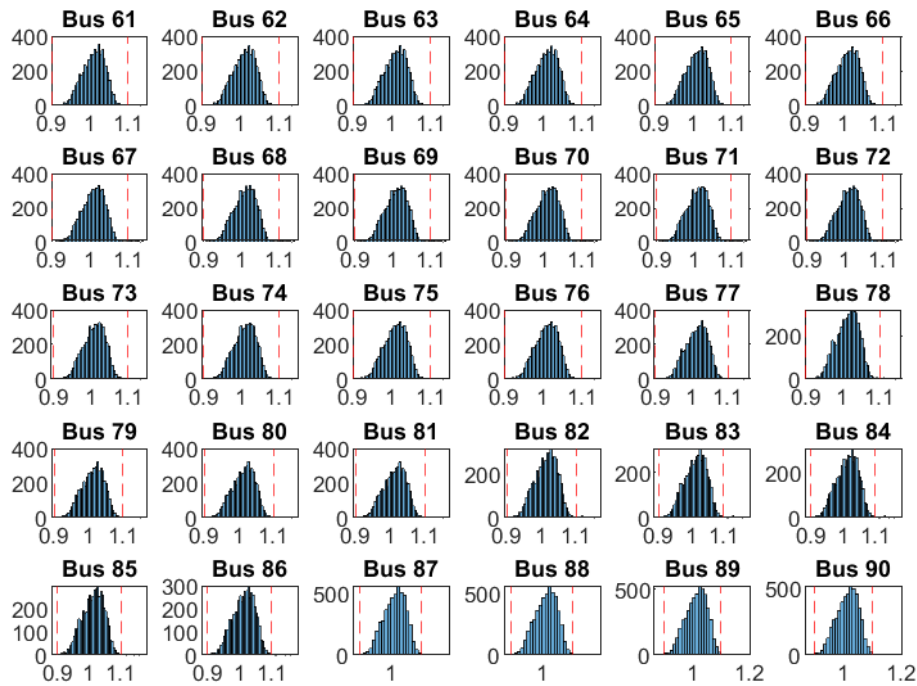 Bus 61 Bus 62 Bus 63 Bus 64 Bus 65 Bus 66
400 400 400 400 400 400
200 200 200 200 200 200
0 0 0 0 0 0
0.9 1 1.1 0.9 1 1.1 0.9 1 1.1 0.9 1 1.1 0.9 1 1.1 0.9 1 1.1
Bus 67 Bus 68 Bus 69 Bus 70 Bus 71 Bus 72
400 400 400 400 400 400
200 200 200 200 200 200
0 0 0 0 0 0
0.9 1 1.1 0.9 1 1.1 0.9 1 1.1 0.9 1 1.1 0.9 1 1.1 0.9 1 1.1
Bus 73 Bus 74 Bus 75 Bus 76 Bus 77 Bus 78
400 400 400 400 400
200 200 200 200 200 200
0 0 0 0 0 0
0.9 1 1.1 0.9 1 1.1 0.9 1 1.1 0.9 1 1.1 0.9 1 1.1 0.9 1 1.1
Bus 79 Bus 80 Bus 81 Bus 82 Bus 83 Bus 84
400 400 400
200 200 200 200 200 200
0 0 0 0 0 0
0.9 1 1.1 0.9 1 1.1 0.9 1 1.1 0.9 1 1.1 0.9 1 1.1 0.9 1 1.1
Bus 85 Bus 86 Bus 87 Bus 88 Bus 89 Bus 90
300 500 500 500 500
200 200
100 100
0 0 0 0 0 0
0.9 1 1.1 0.9 1 1.1 1 1 1 1.2 1 1.2